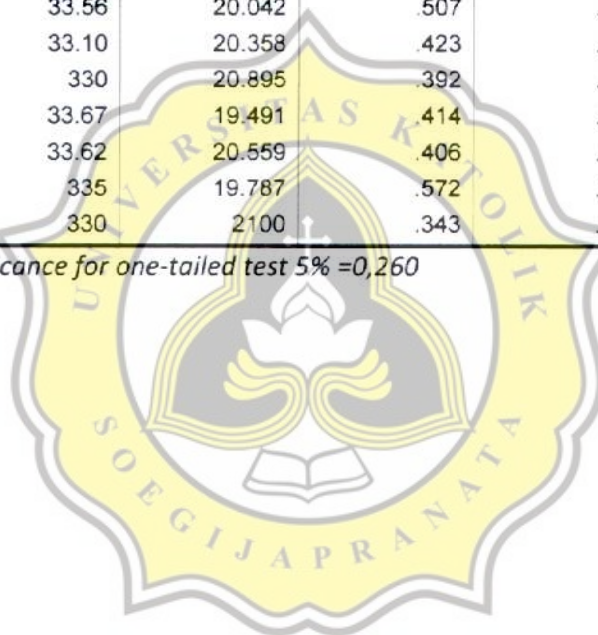 33.56 20.042 .507
33.10 20.358 .423
330 20.895 .392
33.67 19.491 .414
33.62 20.559 .406
335 19.787 .572
330 2100 .343
cance for one-tailed test 5% =0,260
UNIVERSITAS KATOLIK
SOEGIJAPRANATA